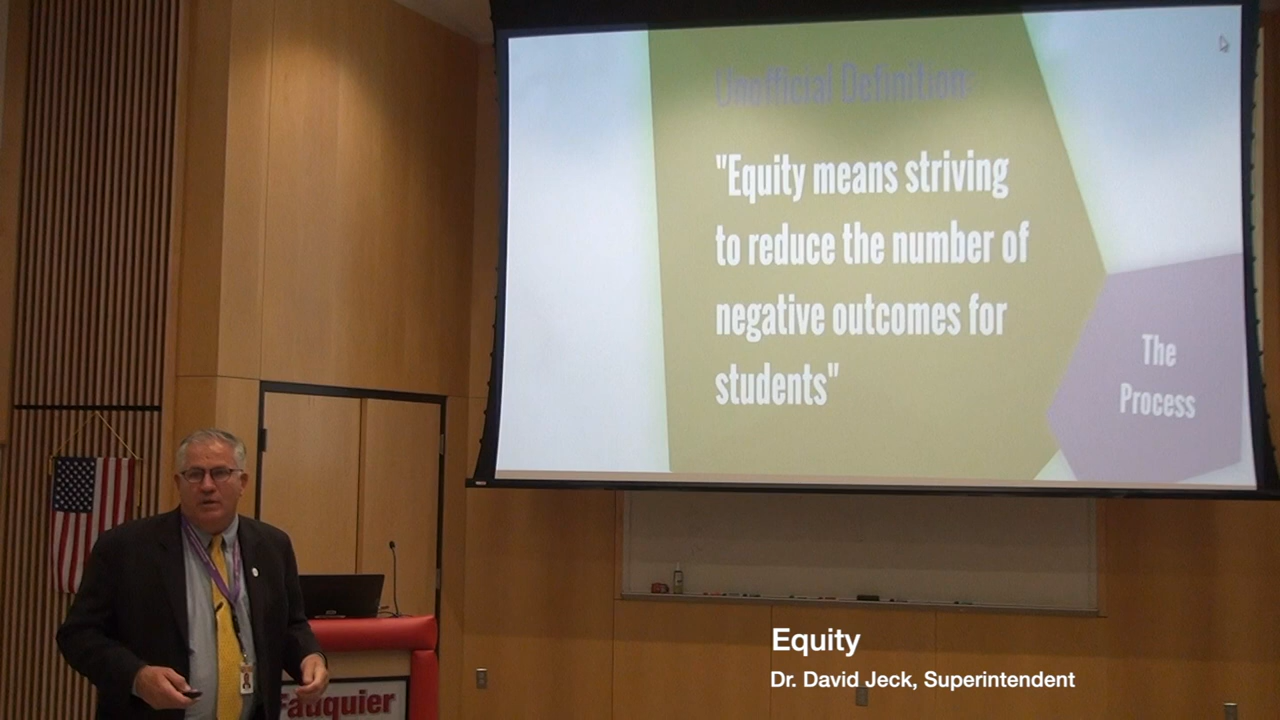 Unofficial Definition:
"Equity means striving
to reduce the number of
negative outcomes for
students"
The
Process
Fauquier
Equity
Dr. David Jeck, Superintendent